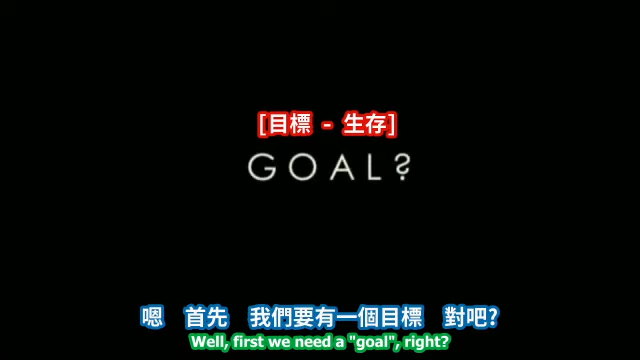 [目標 - 生存]
GOAL?
嗯 首先 我們要有一個目標 對吧?
Well, first we need a "goal", right?